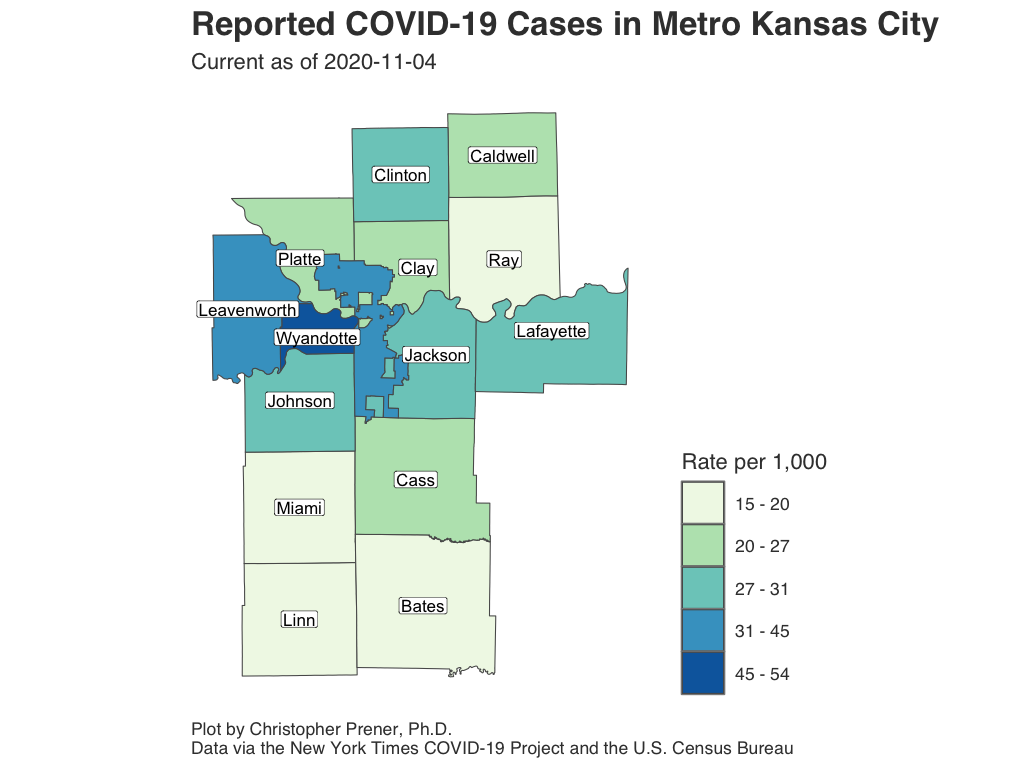 Reported COVID-19 Cases in Metro Kansas City
Current as of 2020-11-04
Caldwell
Clinton
Platte
Clay
Ray
Leavenworth
Wyandotte
Lafayette
Jackson
Johnson
Cass
Miami
Bates
Linn
Rate per 1,000
15 - 20
20 - 27
27 - 31
31 - 45
45 - 54
Plot by Christopher Prener, Ph.D.
Data via the New York Times COVID-19 Project and the U.S. Census Bureau